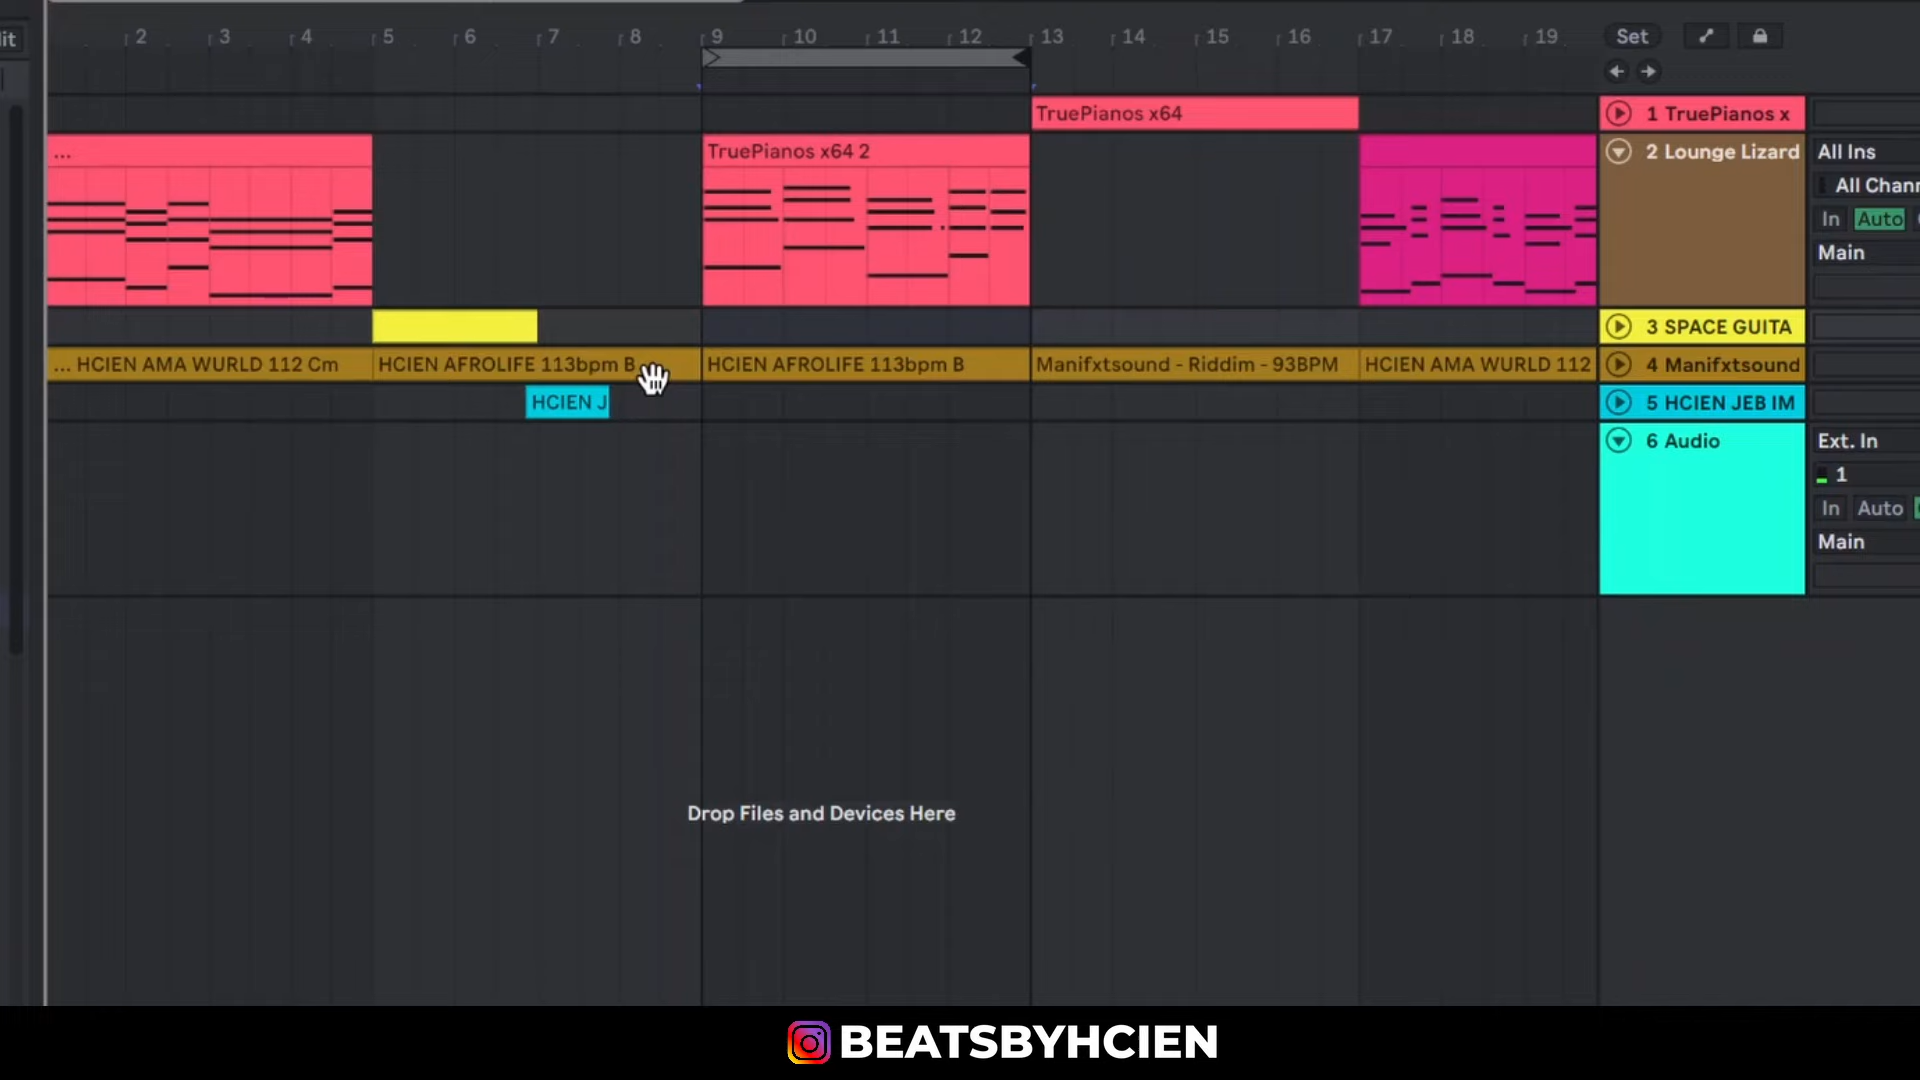 2 3 4 5 6 7 8 9 10 11 12 13 14 15 16 17 18 19 Set
TruePianos x64 1 TruePianos x
... TruePianos x64 2 2 Lounge Lizard All Ins
All Chann
In Auto
Main
3 SPACE GUITA
... HCIEN AMA WURLD 112 Cm HCIEN AFROLIFE 113bpm B HCIEN AFROLIFE 113bpm B Manifxtsound - Riddim - 93BPM HCIEN AMA WURLD 112 4 Manifxtsound
HCIEN J 5 HCIEN JEB IM
6 Audio Ext. In
1
In Auto
Main
Drop Files and Devices Here
BEATSBYHCIEN